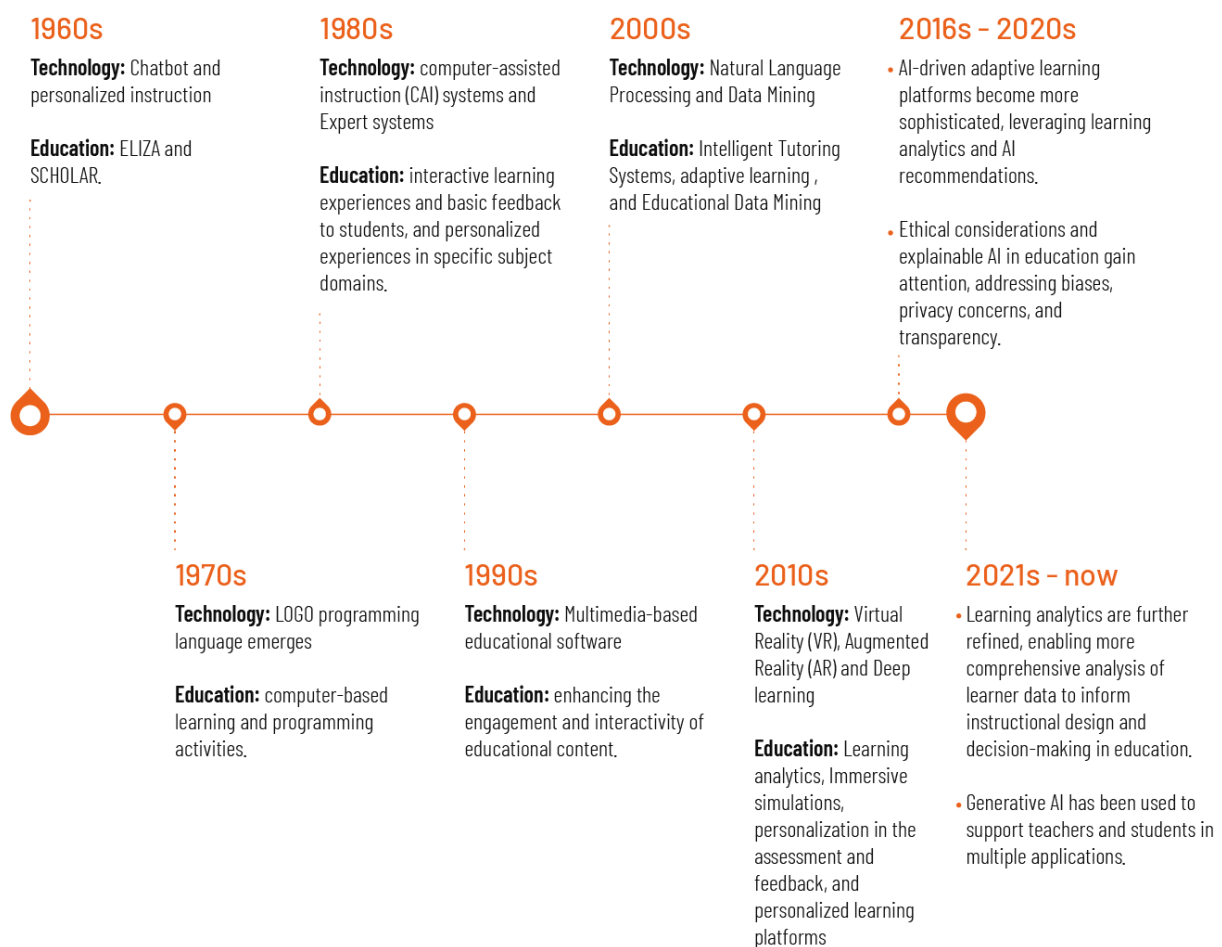 1960s
Technology: Chatbot and
personalized instruction
Education: ELIZA and
SCHOLAR.
1980s
Technology: computer-assisted
instruction (CAI) systems and
Expert systems
Education: interactive learning
experiences and basic feedback
to students, and personalized
experiences in specific subject
domains.
2000s
Technology: Natural Language
Processing and Data Mining
Education: Intelligent Tutoring
Systems, adaptive learning ,
and Educational Data Mining
2016s - 2020s
• AI-driven adaptive learning
platforms become more
sophisticated, leveraging learning
analytics and AI
recommendations.
• Ethical considerations and
explainable AI in education gain
attention, addressing biases,
privacy concerns, and
transparency.
1970s
Technology: LOGO programming
language emerges
Education: computer-based
learning and programming
activities.
1990s
Technology: Multimedia-based
educational software
Education: enhancing the
engagement and interactivity of
educational content.
2010s
Technology: Virtual
Reality (VR), Augmented
Reality (AR) and Deep
learning
Education: Learning
analytics, Immersive
simulations,
personalization in the
assessment and
feedback, and
personalized learning
platforms
2021s - now
• Learning analytics are further
refined, enabling more
comprehensive analysis of
learner data to inform
instructional design and
decision-making in education.
• Generative AI has been used to
support teachers and students in
multiple applications.